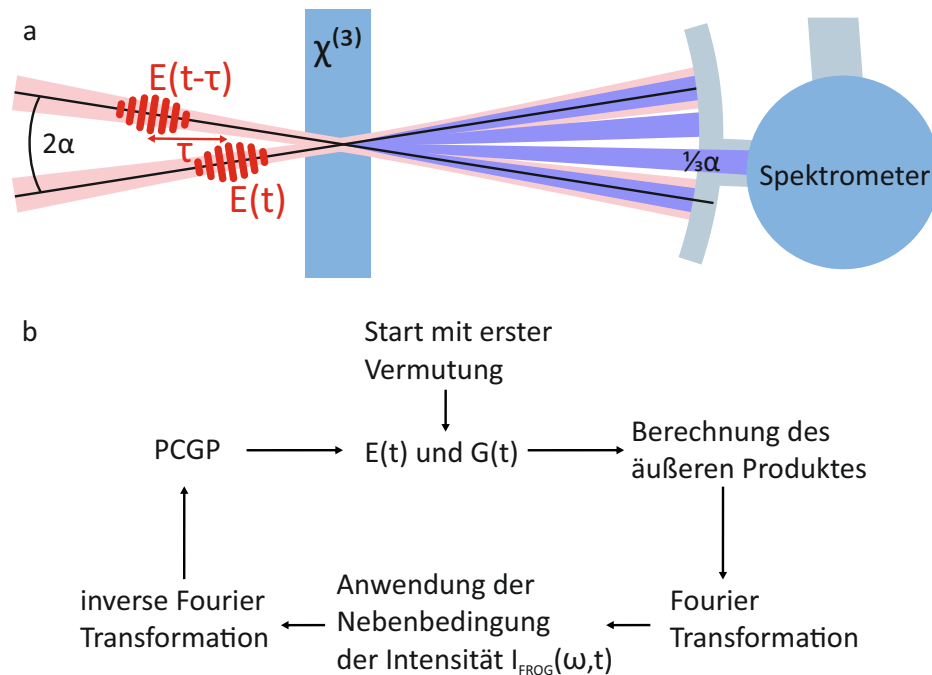 a
χ(3)
E(t-τ)
2α
τ
E(t)
⅓α
Spektrometer
b
Start mit erster
Vermutung
PCGP
E(t) und G(t)
Berechnung des
äußeren Produktes
inverse Fourier
Transformation
Anwendung der
Nebenbedingung
der Intensität IFROG(ω,t)
Fourier
Transformation